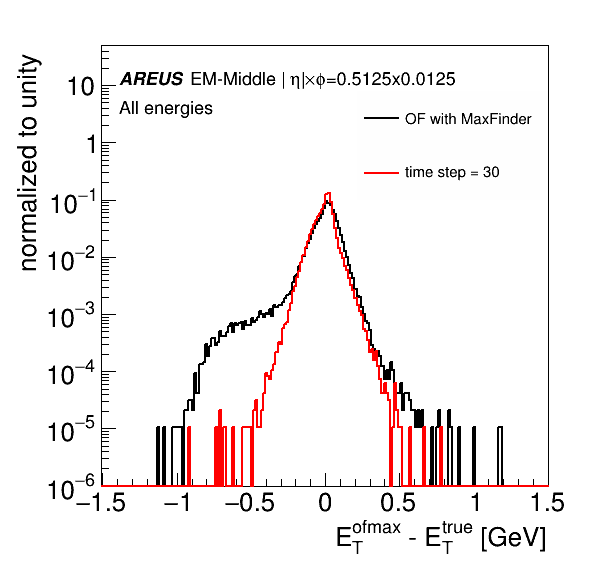 AREUS EM-Middle | η|×ϕ=0.5125x0.0125
All energies
OF with MaxFinder
time step = 30
normalized to unity
10
1
10⁻¹
10⁻²
10⁻³
10⁻⁴
10⁻⁵
10⁻⁶
−1.5 −1 −0.5 0 0.5 1 1.5
E_T^ofmax - E_T^true [GeV]